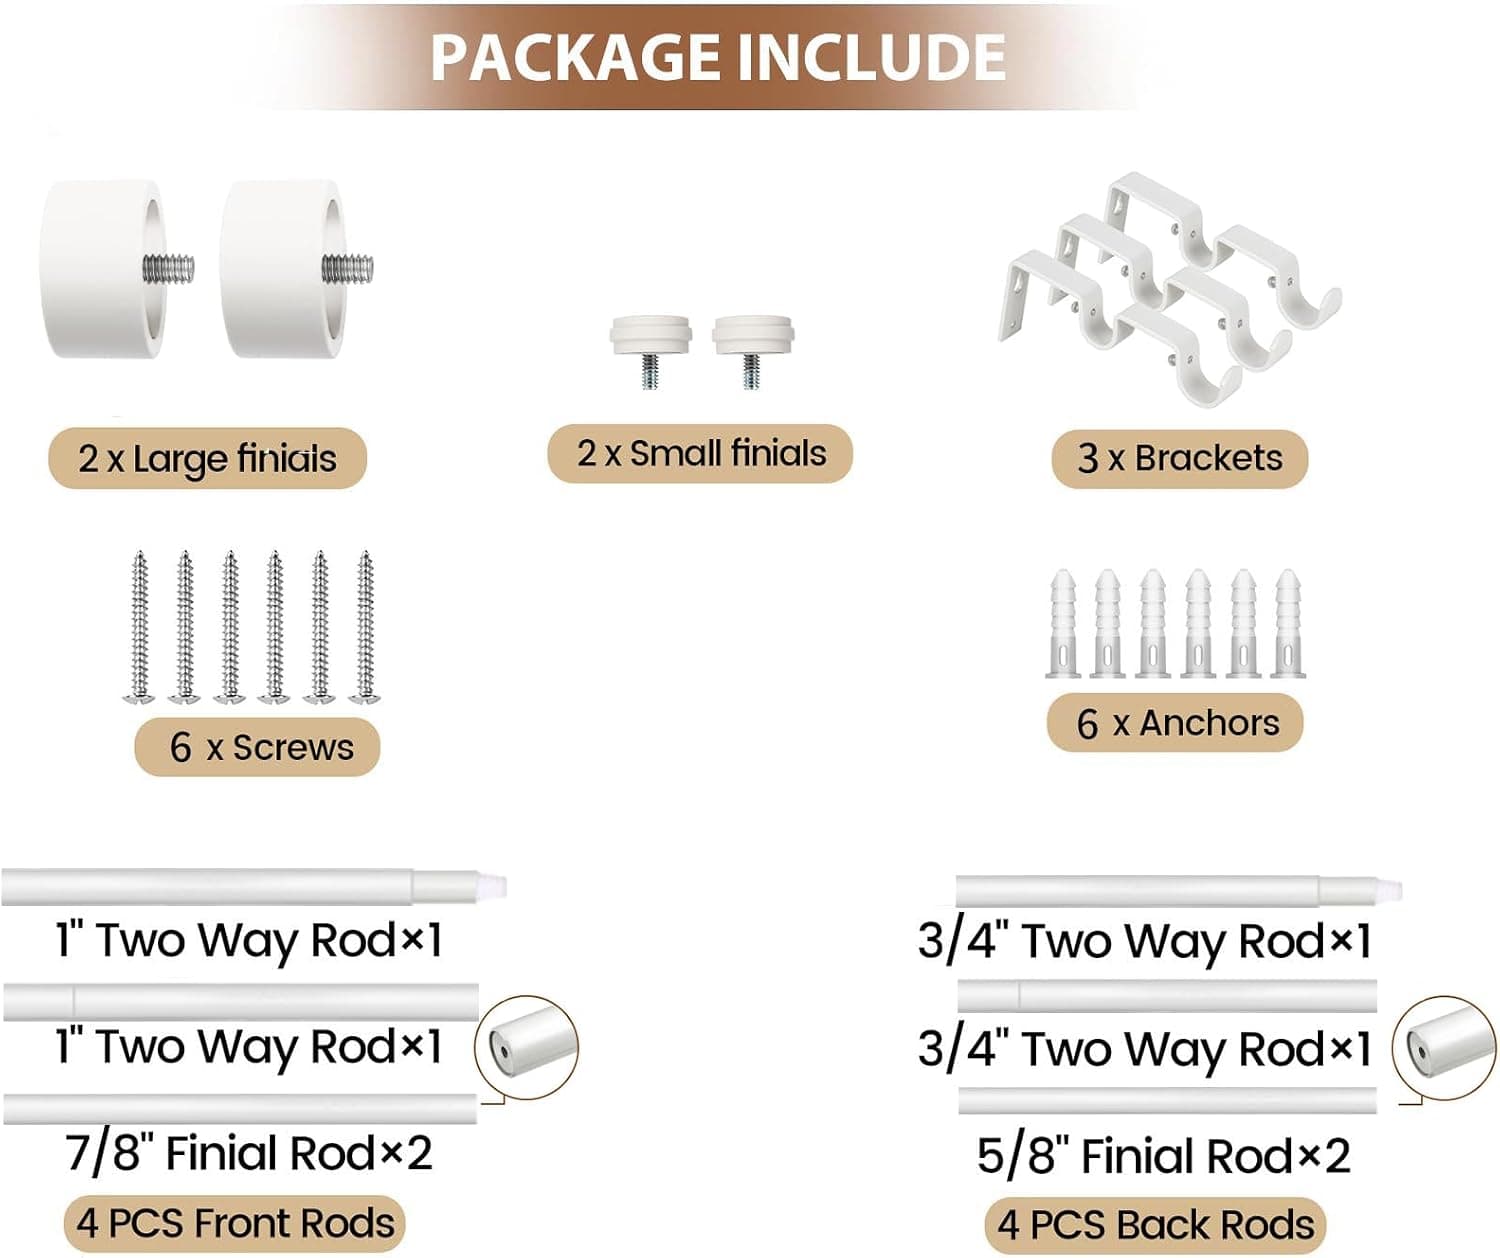 PACKAGE INCLUDE
2 x Large finials
2 x Small finials
3 x Brackets
6 x Screws
6 x Anchors
1" Two Way Rod×1
1" Two Way Rod×1
7/8" Finial Rod×2
4 PCS Front Rods
3/4" Two Way Rod×1
3/4" Two Way Rod×1
5/8" Finial Rod×2
4 PCS Back Rods